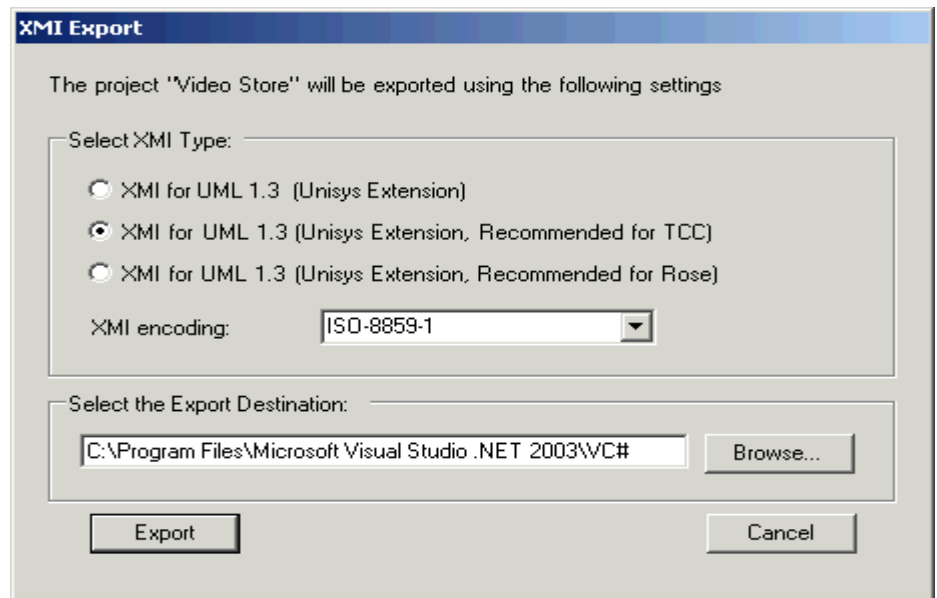 XMI Export
The project "Video Store" will be exported using the following settings
Select XMI Type:
XMI for UML 1.3 (Unisys Extension)
XMI for UML 1.3 (Unisys Extension, Recommended for TCC)
XMI for UML 1.3 (Unisys Extension, Recommended for Rose)
XMI encoding: ISO-8859-1
Select the Export Destination:
C:\Program Files\Microsoft Visual Studio .NET 2003\VC# Browse...
Export Cancel